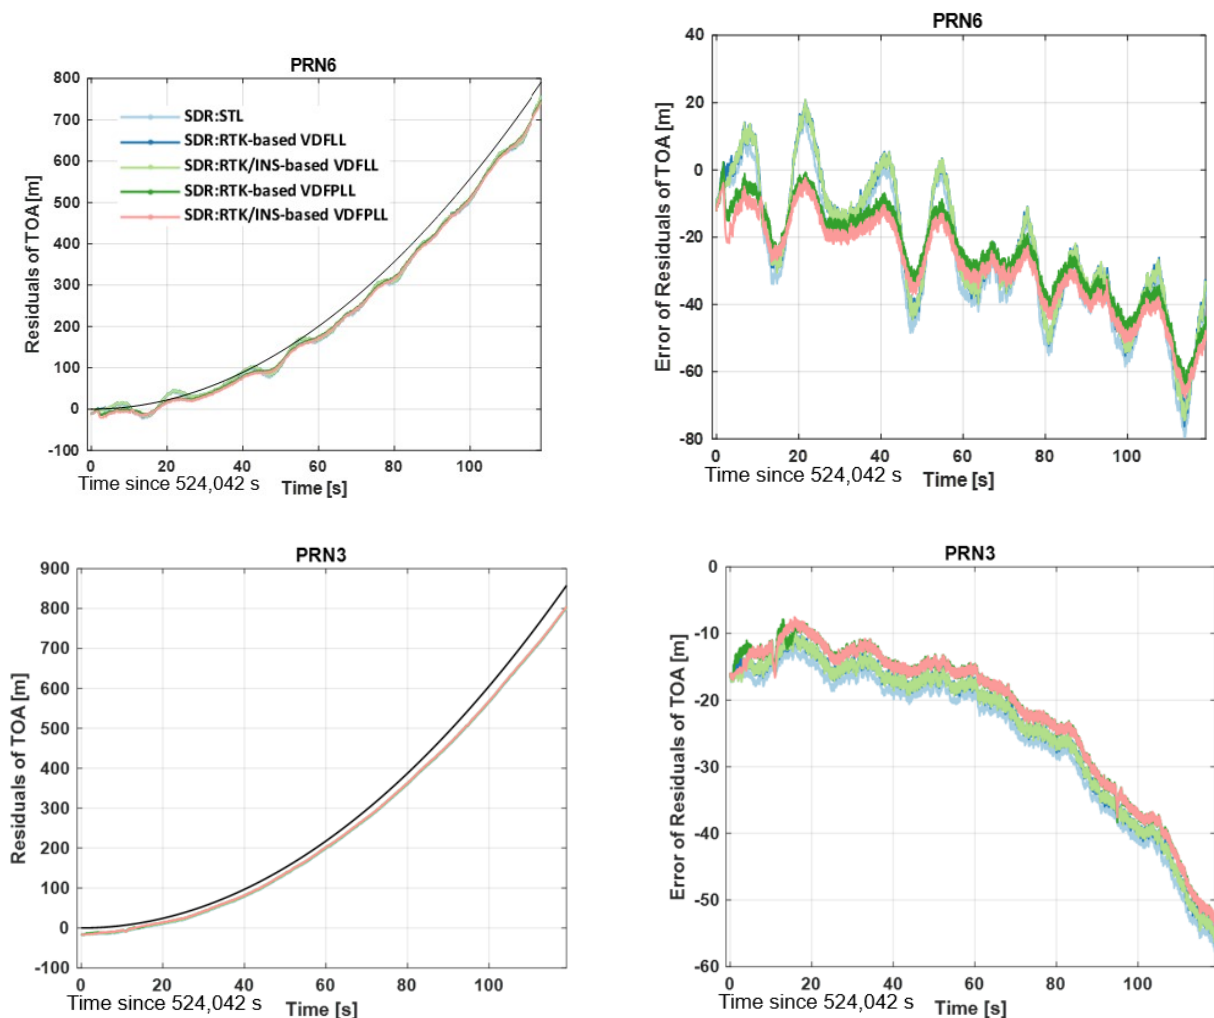 PRN6
Residuals of TOA[m]
800
700
600
500
400
300
200
100
0
-100
SDR:STL
SDR:RTK-based VDFLL
SDR:RTK/INS-based VDFLL
SDR:RTK-based VDFPLL
SDR:RTK/INS-based VDFPLL
0 20 40 60 80 100
Time since 524,042 s
Time [s]
PRN6
Error of Residuals of TOA [m]
40
20
0
-20
-40
-60
-80
0 20 40 60 80 100
Time since 524,042 s
Time [s]
PRN3
Residuals of TOA [m]
900
800
700
600
500
400
300
200
100
0
-100
0 20 40 60 80 100
Time since 524,042 s
Time [s]
PRN3
Error of Residuals of TOA [m]
0
-10
-20
-30
-40
-50
-60
0 20 40 60 80 100
Time since 524,042 s
Time [s]